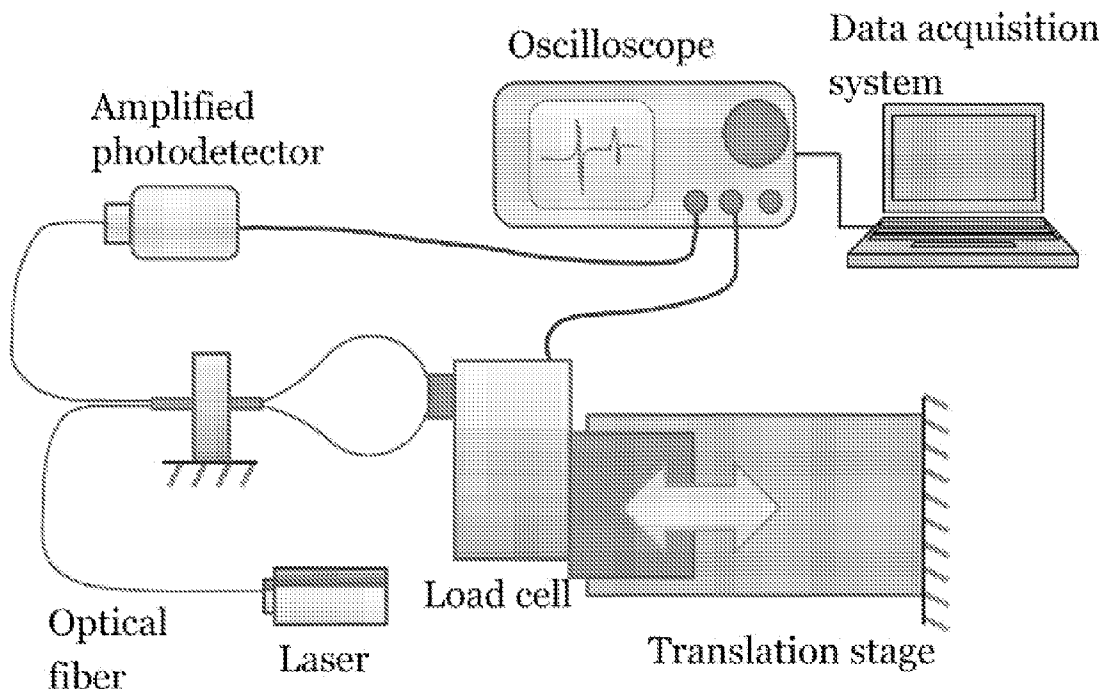 Oscilloscope
Data acquisition
system
Amplified
photodetector
Load cell
Optical
fiber
Laser
Translation stage